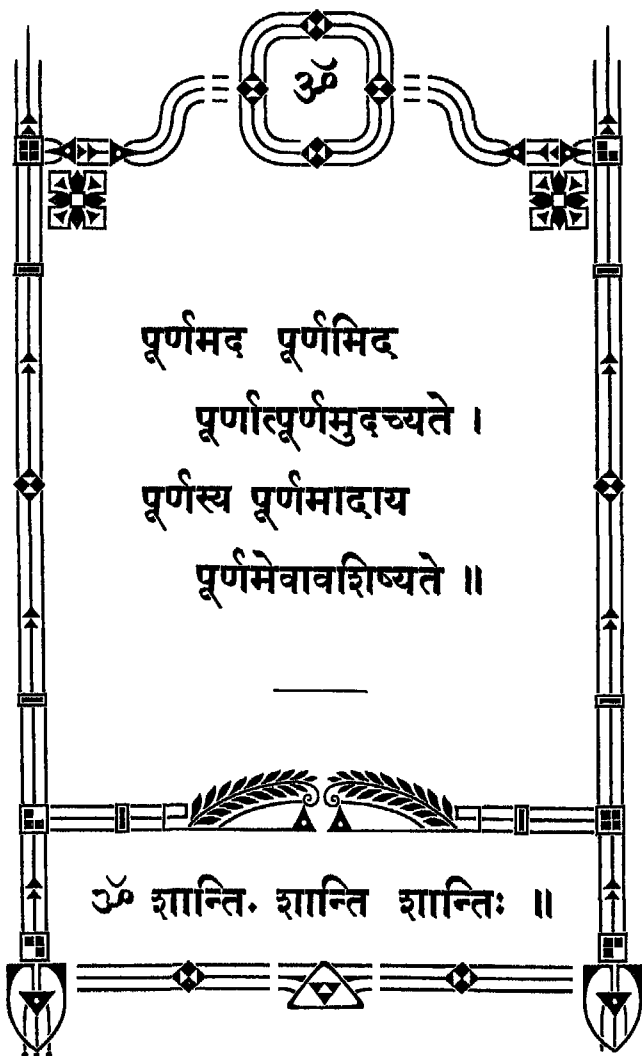 ॐ
पूर्णमद पूर्णमिद
पूर्णात्पूर्णमुदच्यते ।
पूर्णस्य पूर्णमादाय
पूर्णमेवावशिष्यते ॥
ॐ शान्ति. शान्ति शान्तिः ॥